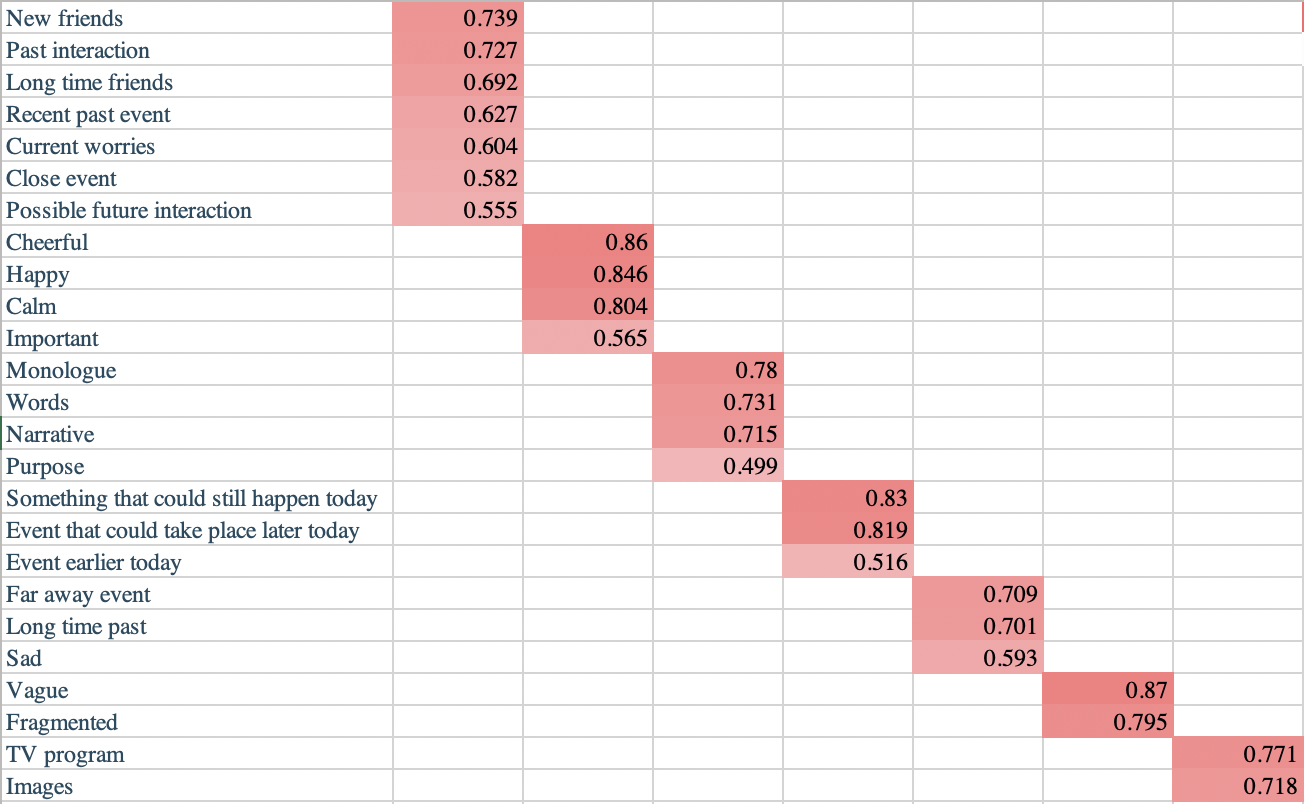 New friends 0.739
Past interaction 0.727
Long time friends 0.692
Recent past event 0.627
Current worries 0.604
Close event 0.582
Possible future interaction 0.555
Cheerful 0.86
Happy 0.846
Calm 0.804
Important 0.565
Monologue 0.78
Words 0.731
Narrative 0.715
Purpose 0.499
Something that could still happen today 0.83
Event that could take place later today 0.819
Event earlier today 0.516
Far away event 0.709
Long time past 0.701
Sad 0.593
Vague 0.87
Fragmented 0.795
TV program 0.771
Images 0.718